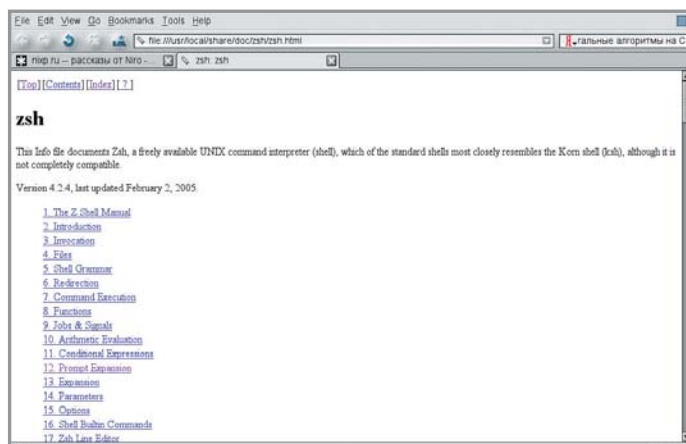 File Edit View Go Bookmarks Tools Help
file:///usr/local/share/doc/zsh/zsh.html
гальные алгоритмы на С
nixp.ru -- рассказы от Niro -...
zsh: zsh
[Top] [Contents] [Index] [ ? ]
zsh
This Info file documents Zsh, a freely available UNIX command interpreter (shell), which of the standard shells most closely resembles the Korn shell (ksh), although it is
not completely compatible.
Version 4.2.4, last updated February 2, 2005.
1. The Z Shell Manual
2. Introduction
3. Invocation
4. Files
5. Shell Grammar
6. Redirection
7. Command Execution
8. Functions
9. Jobs & Signals
10. Arithmetic Evaluation
11. Conditional Expressions
12. Prompt Expansion
13. Expansion
14. Parameters
15. Options
16. Shell Builtin Commands
17. Zsh Line Editor